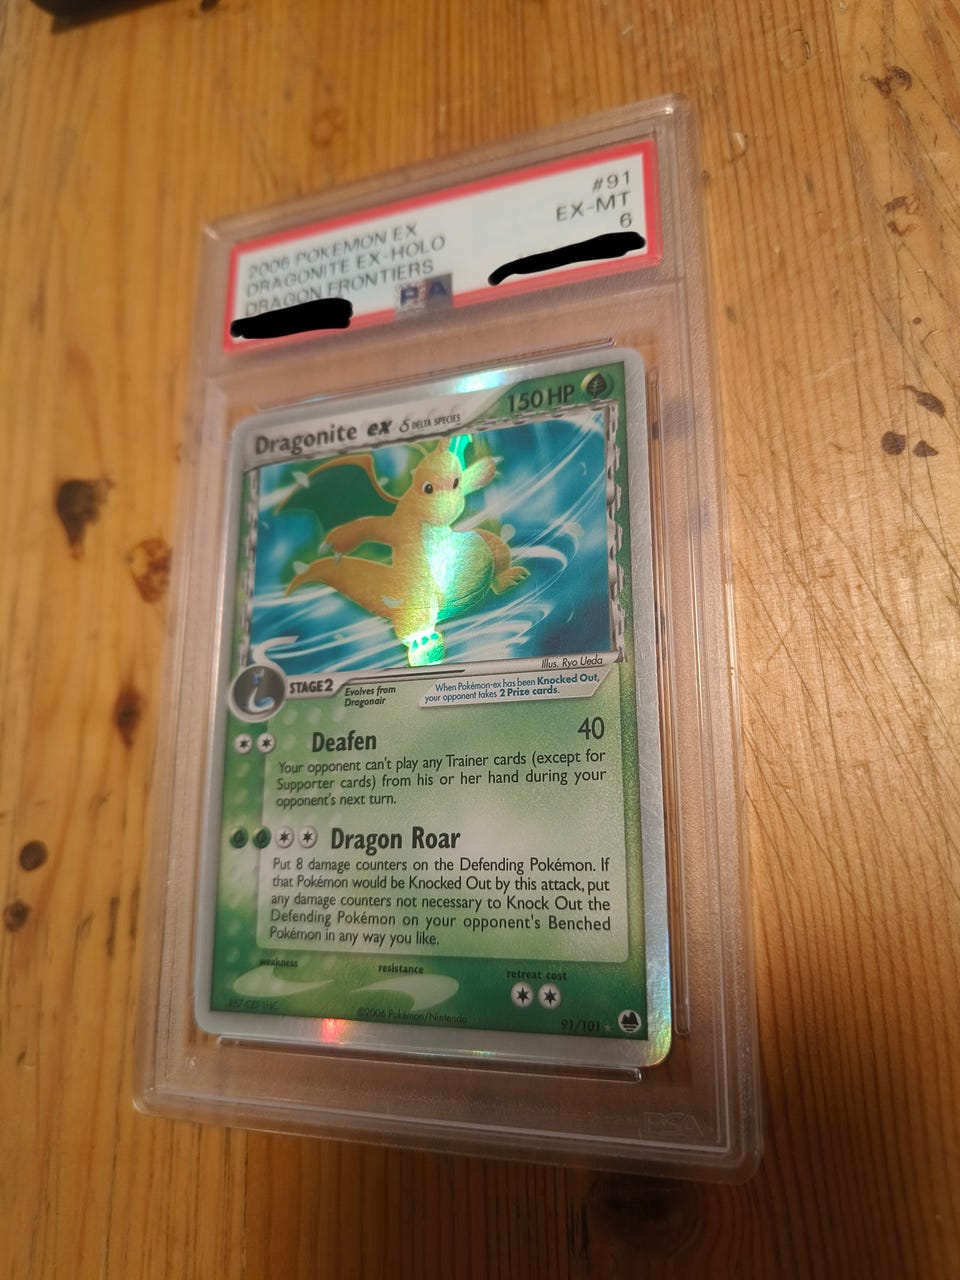 2006 POKEMON EX #91
DRAGONITE EX-HOLO EX-MT
DRAGON FRONTIERS 6
PSA
Dragonite ex δ DELTA SPECIES 150 HP
Illus. Ryo Ueda
STAGE 2 Evolves from
Dragonair
When Pokémon-ex has been Knocked Out,
your opponent takes 2 Prize cards.
Deafen 40
Your opponent can't play any Trainer cards (except for
Supporter cards) from his or her hand during your
opponent's next turn.
Dragon Roar
Put 8 damage counters on the Defending Pokémon. If
that Pokémon would be Knocked Out by this attack, put
any damage counters not necessary to Knock Out the
Defending Pokémon on your opponent's Benched
Pokémon in any way you like.
weakness resistance retreat cost
©2006 Pokémon/Nintendo 91/101
PSA